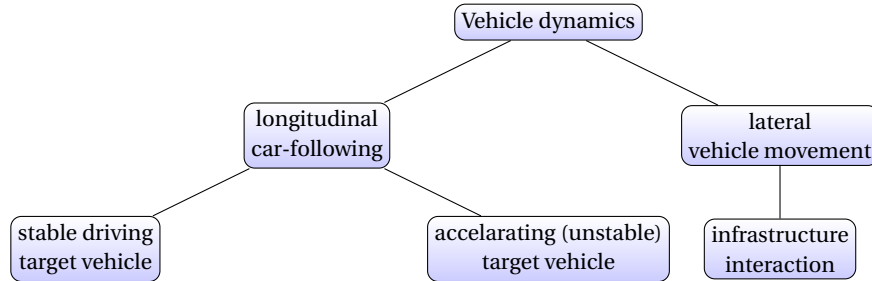 Vehicle dynamics
longitudinal
car-following
lateral
vehicle movement
stable driving
target vehicle
accelarating (unstable)
target vehicle
infrastructure
interaction